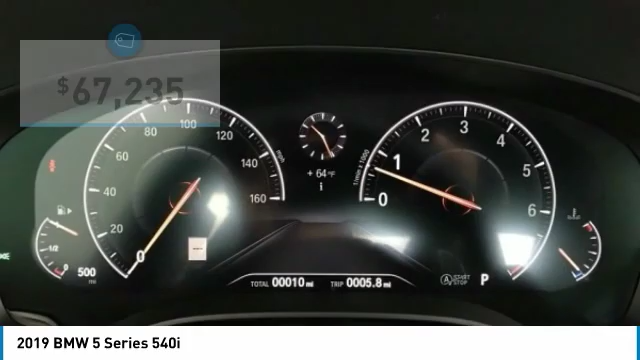 $67,235
0 20 40 60 80 100 120 140 160 mph
+ 64 °F
i
1/min x 1000
0 1 2 3 4 5 6
1/2
0
500
mi
TOTAL 00010 mi TRIP 0005.8 mi
A START
STOP
P
2019 BMW 5 Series 540i